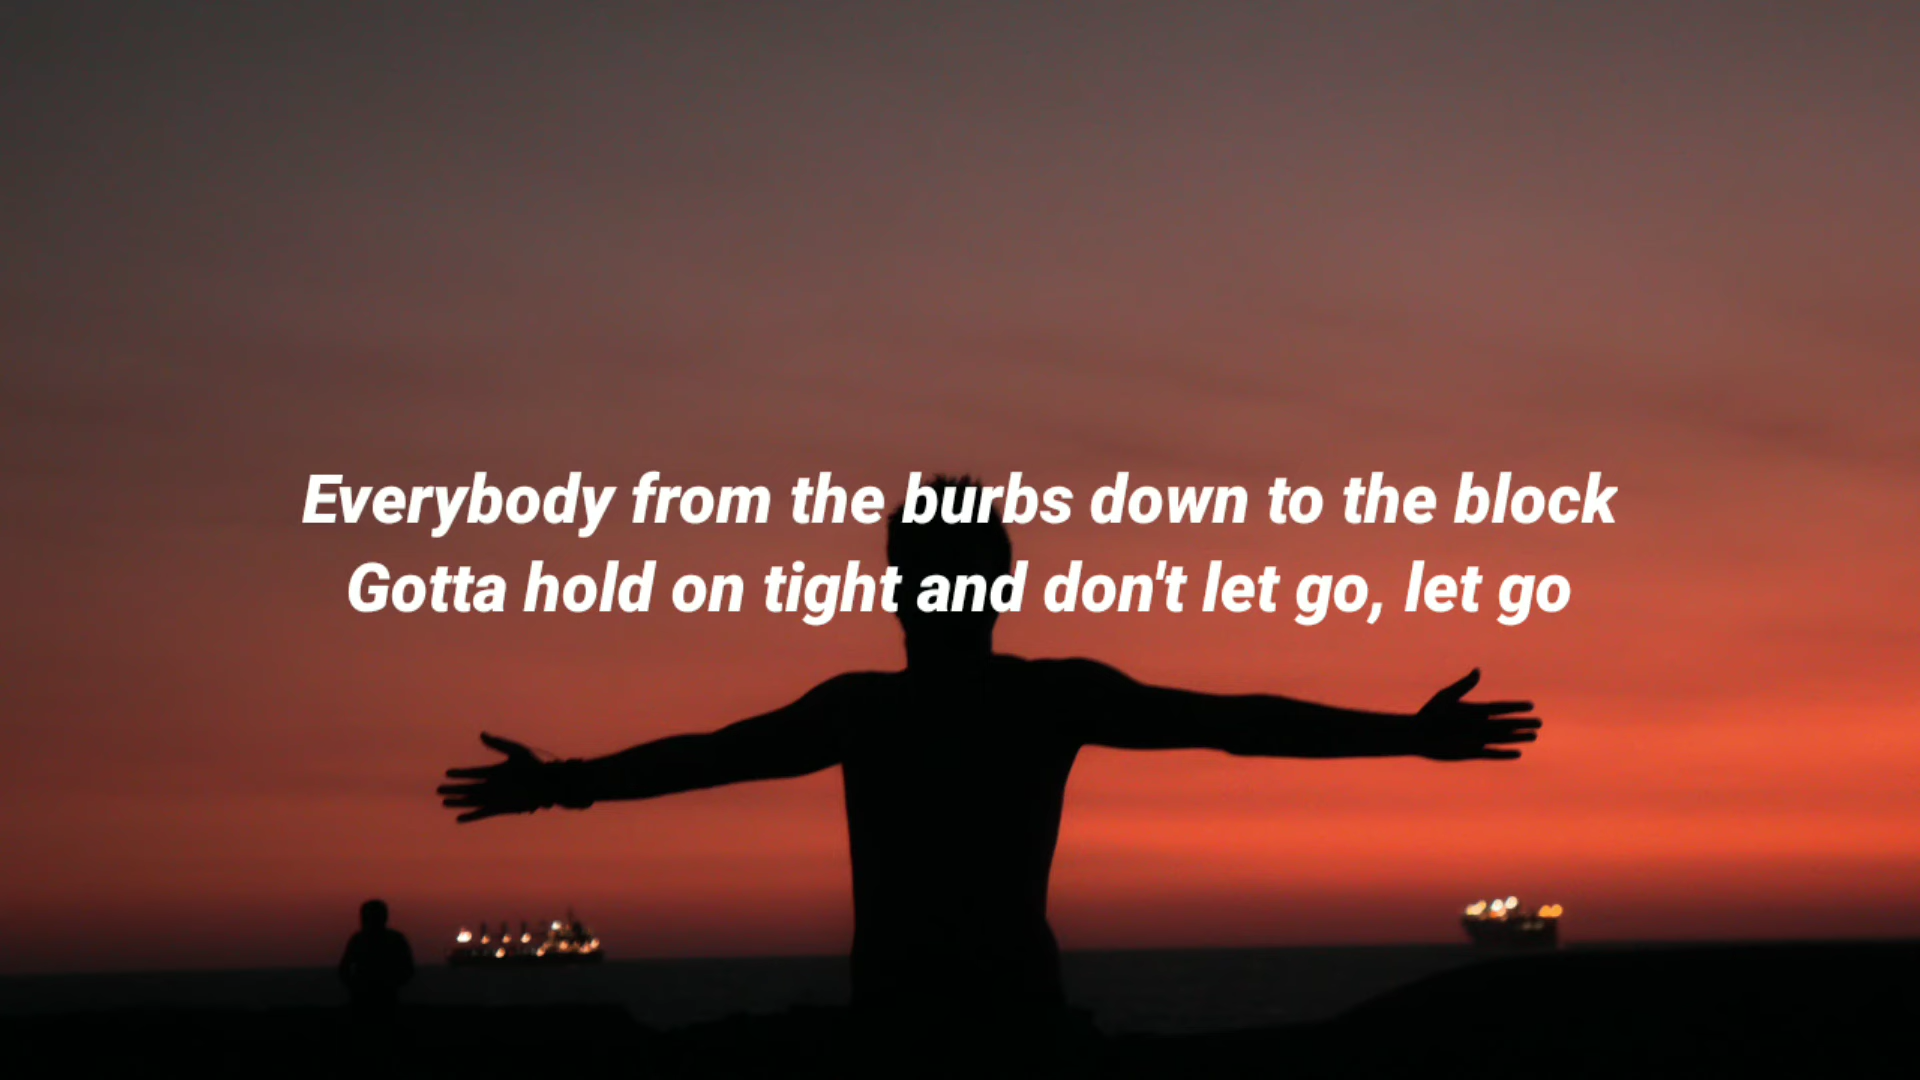 Everybody from the burbs down to the block
Gotta hold on tight and don't let go, let go